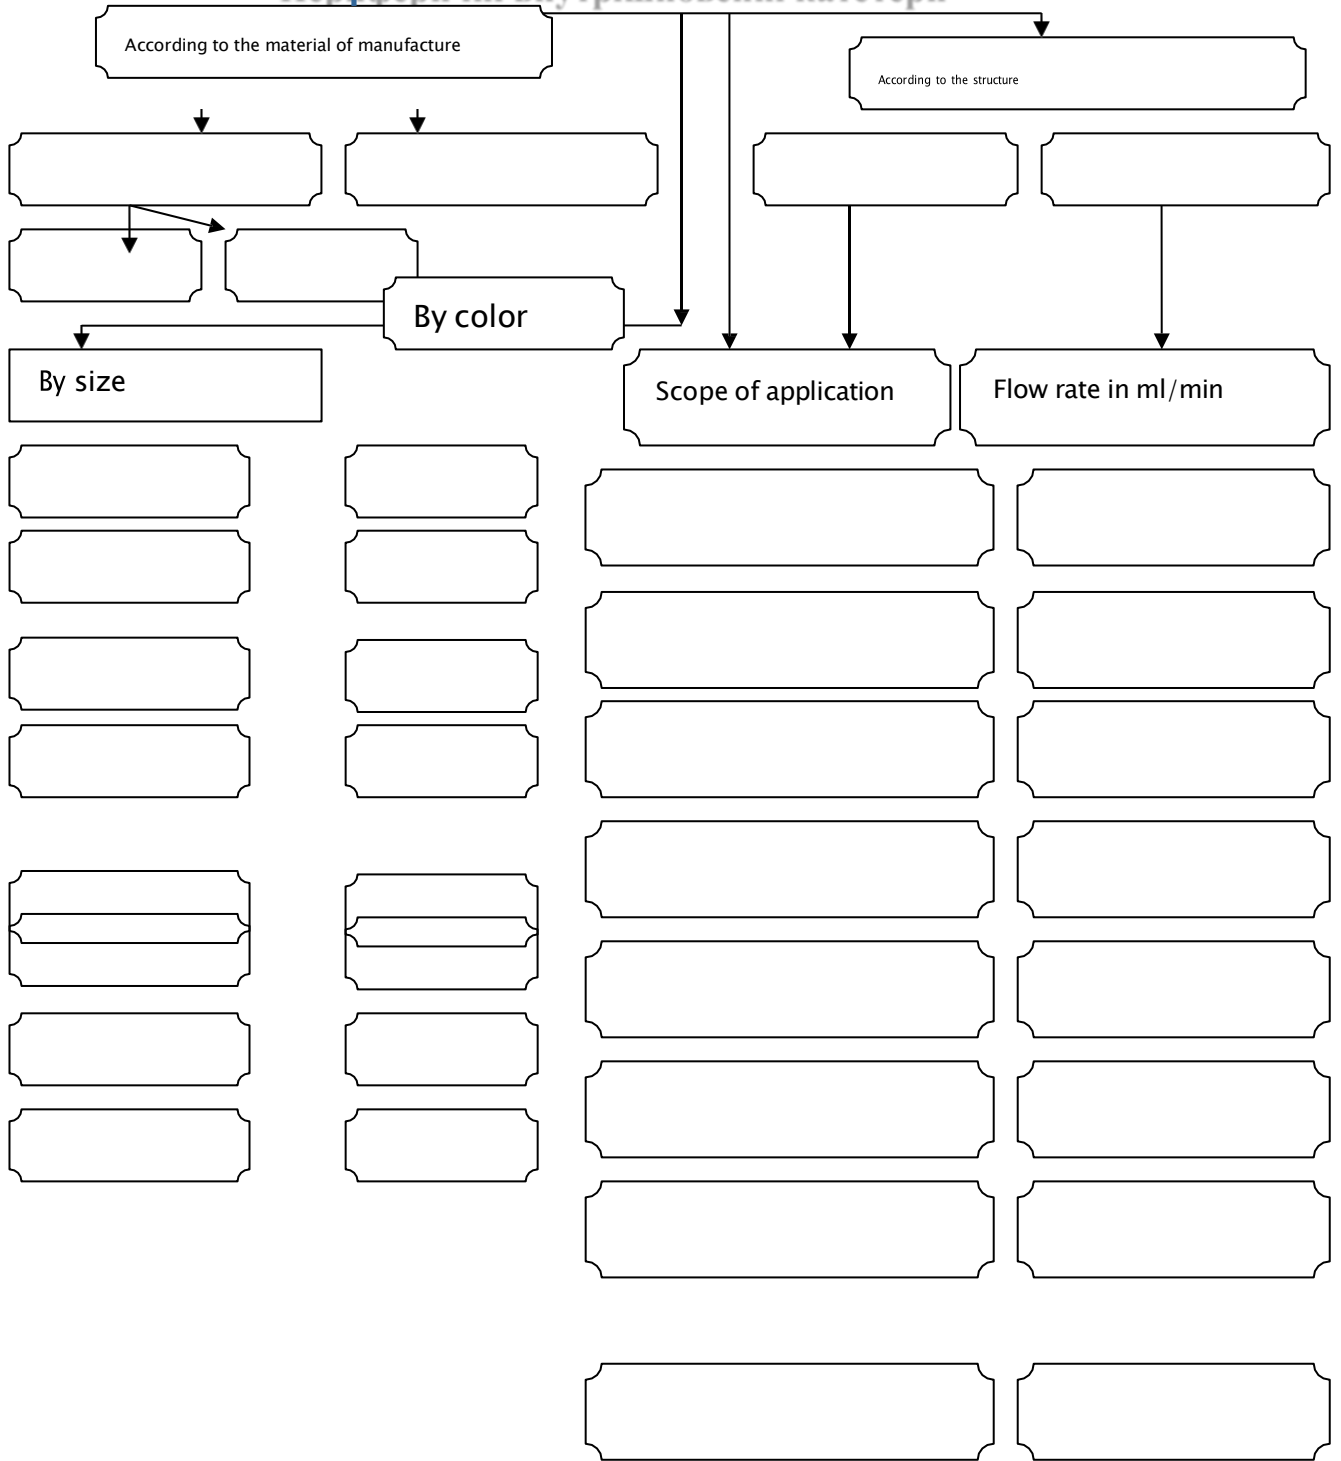 According to the material of manufacture
According to the structure
By color
By size
Scope of application
Flow rate in ml/min